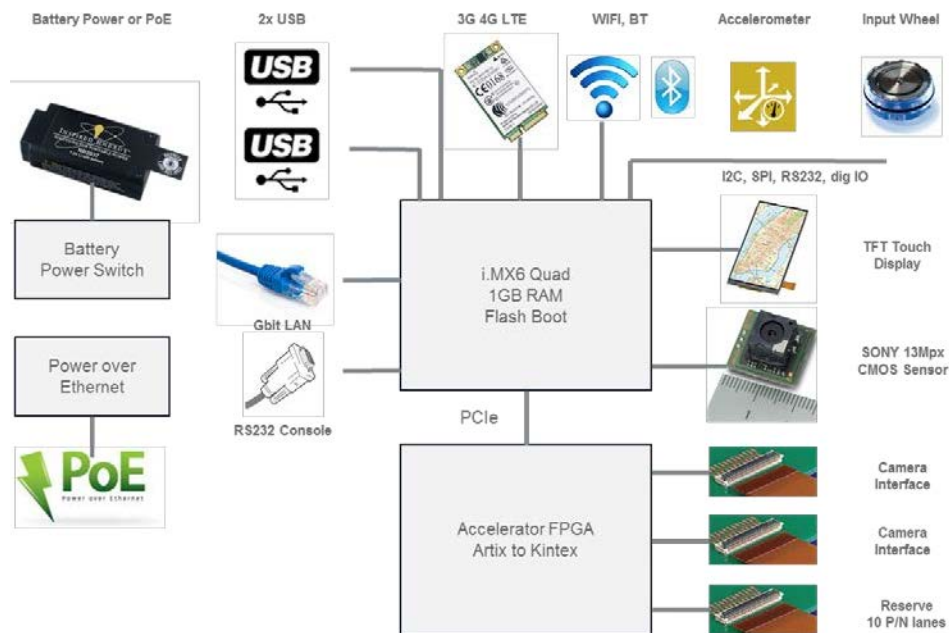 Battery Power or PoE
2x USB
3G 4G LTE
WIFI, BT
Accelerometer
Input Wheel
USB
USB
CE0168
INSPIRED ENERGY
I2C, SPI, RS232, dig IO
Battery
Power Switch
i.MX6 Quad
1GB RAM
Flash Boot
TFT Touch
Display
Gbit LAN
Power over
Ethernet
SONY 13Mpx
CMOS Sensor
RS232 Console
PCIe
PoE
Power over Ethernet
Accelerator FPGA
Artix to Kintex
Camera
Interface
Camera
Interface
Reserve
10 P/N lanes